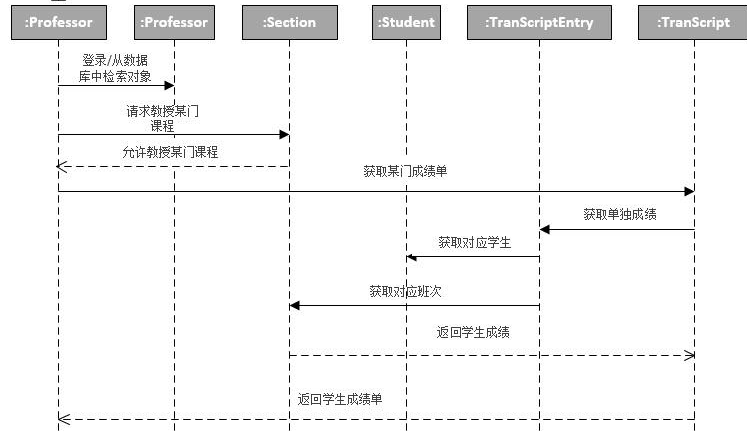 :Professor
:Professor
:Section
:Student
:TranScriptEntry
:TranScript
登录/从数据
库中检索对象
请求教授某门
课程
允许教授某门课程
获取某门成绩单
获取单独成绩
获取对应学生
获取对应班次
返回学生成绩
返回学生成绩单